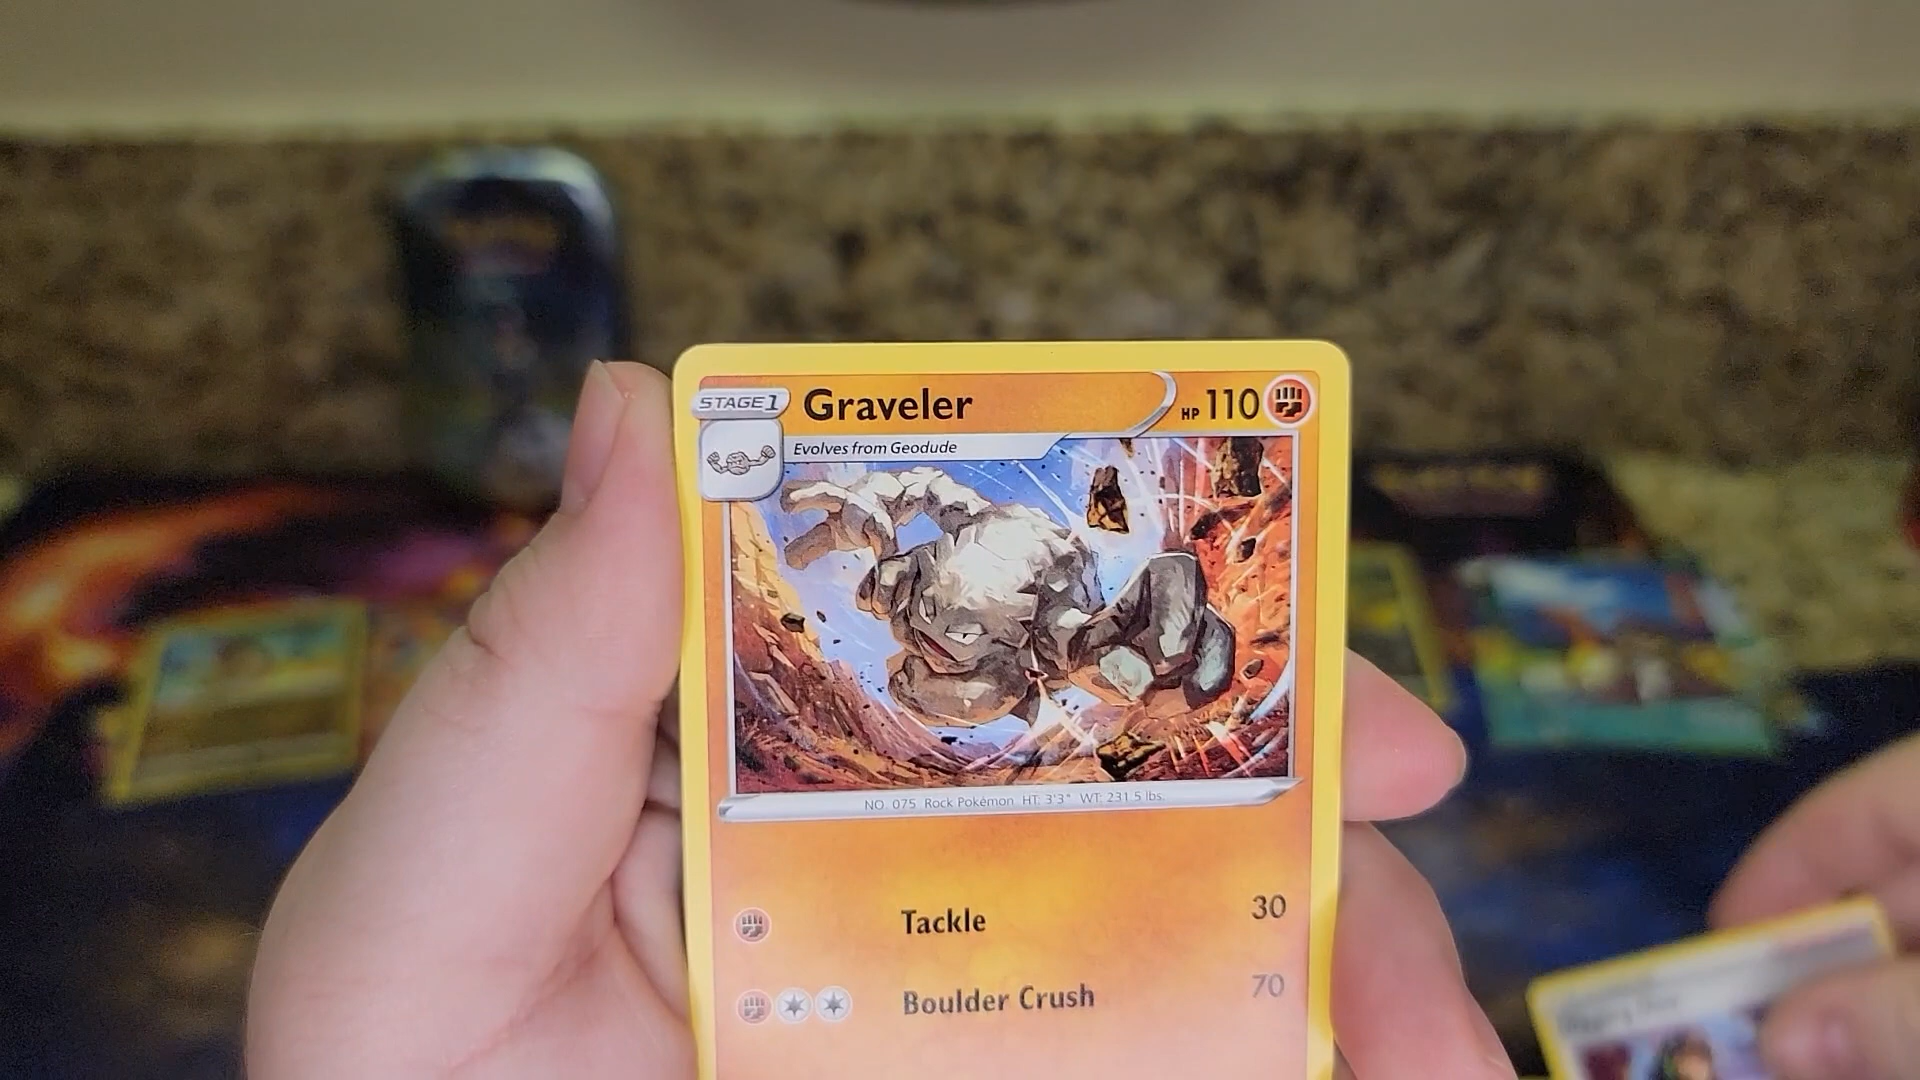 STAGE1 Graveler HP 110
Evolves from Geodude
NO. 075 Rock Pokémon HT: 3'3" WT: 231.5 lbs.
Tackle 30
Boulder Crush 70